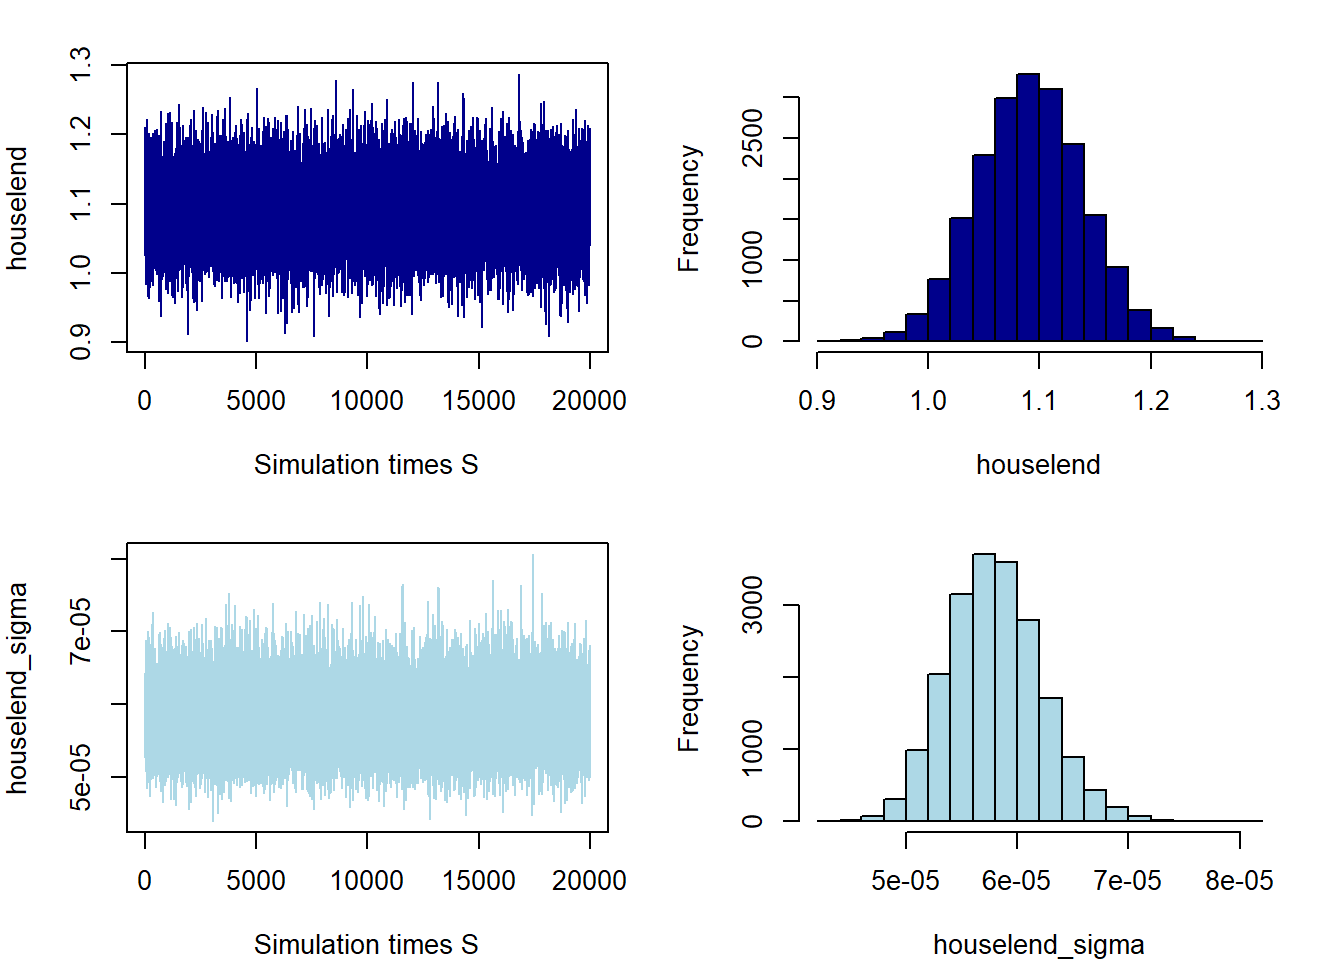 houselend
0.9 1.0 1.1 1.2 1.3
0 5000 10000 15000 20000
Simulation times S
Frequency
0 1000 2500
0.9 1.0 1.1 1.2 1.3
houselend
houselend_sigma
5e-05 7e-05
0 5000 10000 15000 20000
Simulation times S
Frequency
0 1000 3000
5e-05 6e-05 7e-05 8e-05
houselend_sigma